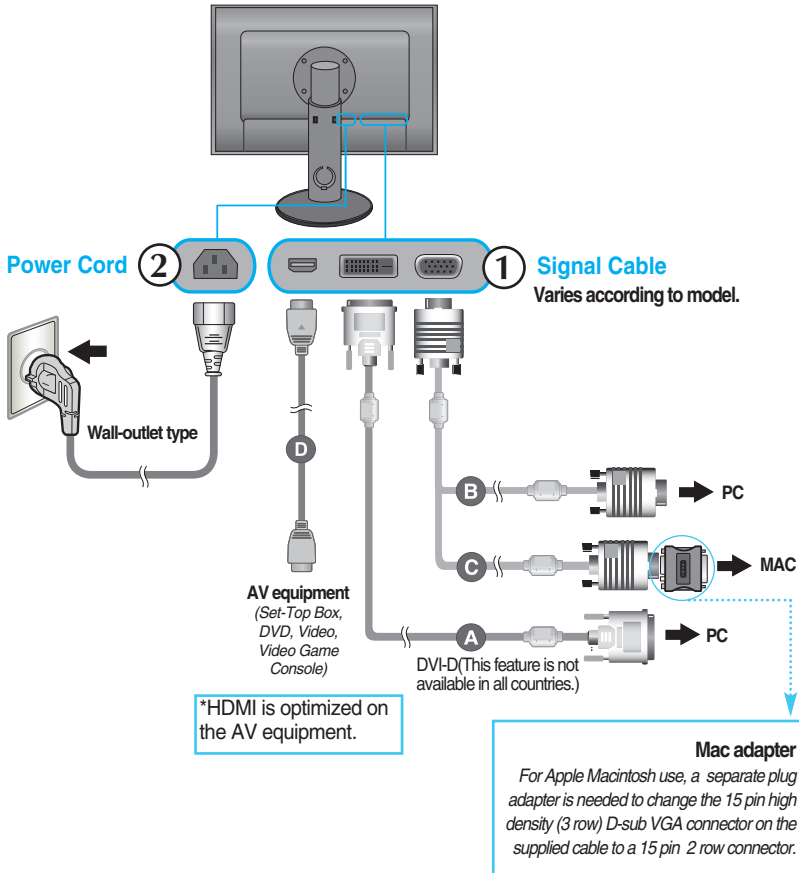 Power Cord
2
1
Signal Cable
Varies according to model.
Wall-outlet type
D
B
PC
C
MAC
AV equipment
(Set-Top Box,
DVD, Video,
Video Game
Console)
A
PC
DVI-D(This feature is not
available in all countries.)
*HDMI is optimized on
the AV equipment.
Mac adapter
For Apple Macintosh use, a separate plug
adapter is needed to change the 15 pin high
density (3 row) D-sub VGA connector on the
supplied cable to a 15 pin 2 row connector.